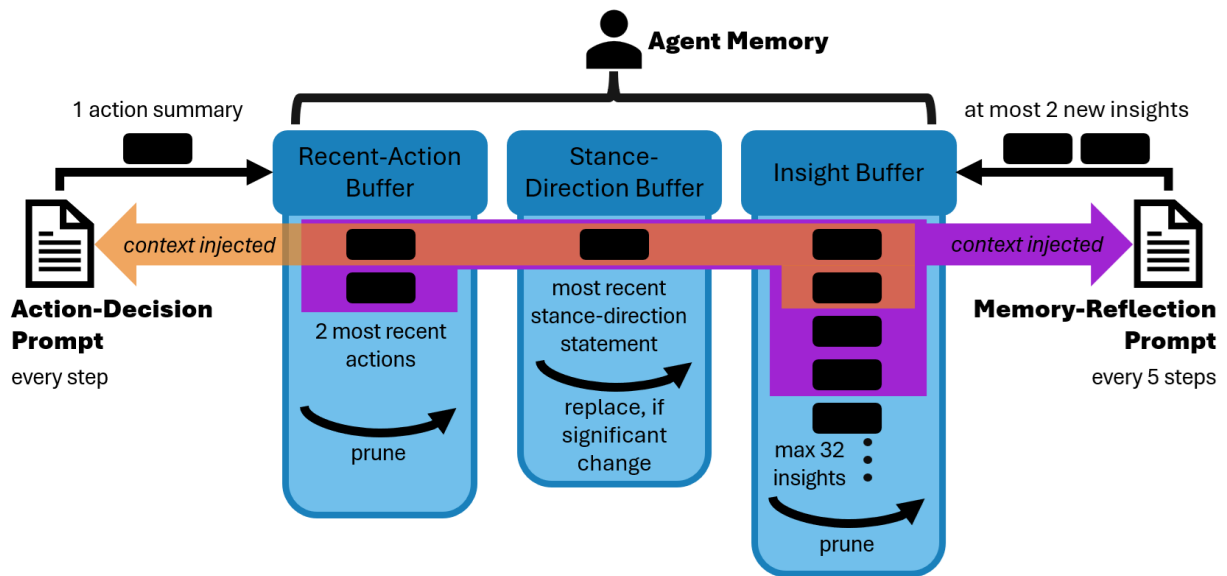 Agent Memory
1 action summary
at most 2 new insights
Recent-Action
Buffer
Stance-
Direction Buffer
Insight Buffer
context injected
context injected
Action-Decision
Prompt
every step
2 most recent
actions
prune
most recent
stance-direction
statement
replace, if
significant
change
max 32
insights
prune
Memory-Reflection
Prompt
every 5 steps